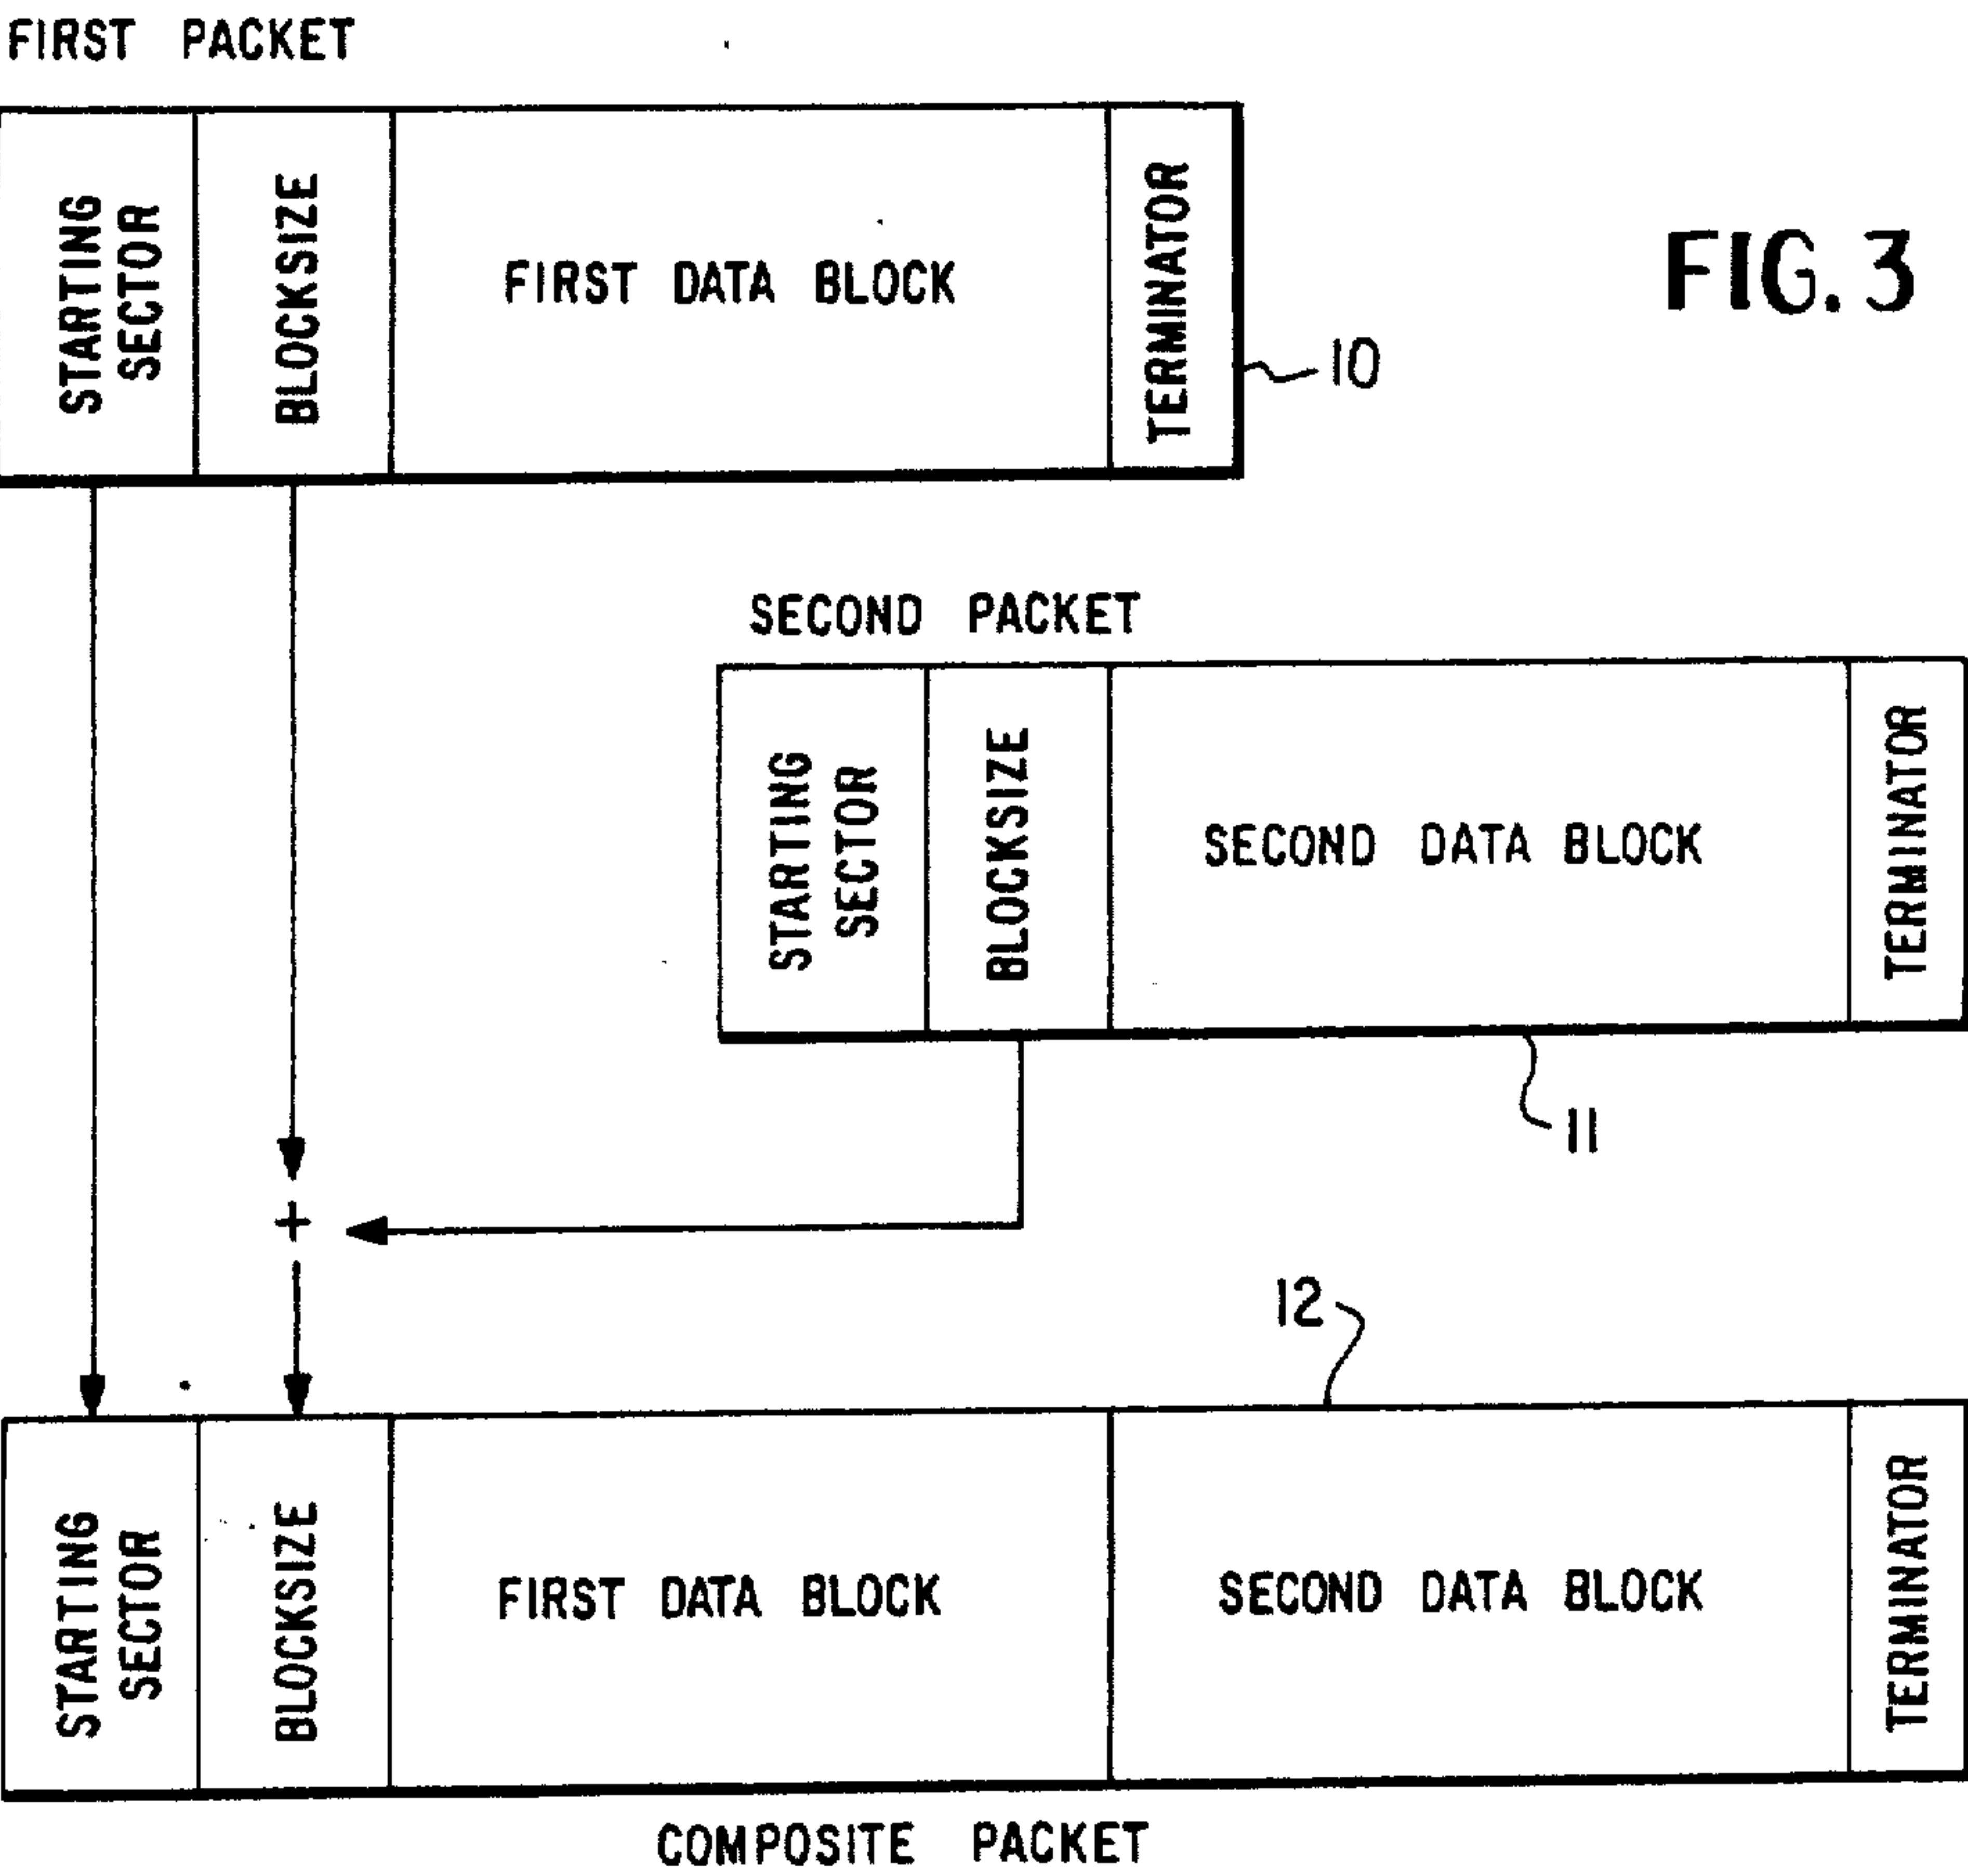 FIRST PACKET
STARTING
SECTOR
BLOCKSIZE
FIRST DATA BLOCK
TERMINATOR
FIG. 3
10
SECOND PACKET
STARTING
SECTOR
BLOCKSIZE
SECOND DATA BLOCK
TERMINATOR
11
+
12
STARTING
SECTOR
BLOCKSIZE
FIRST DATA BLOCK
SECOND DATA BLOCK
TERMINATOR
COMPOSITE PACKET